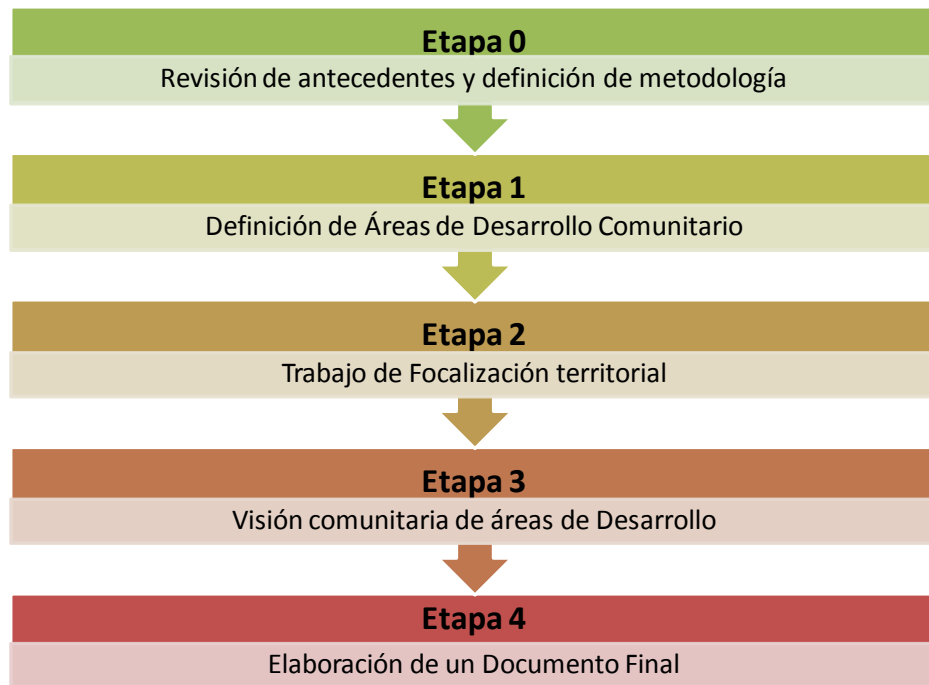 Etapa 0
Revisión de antecedentes y definición de metodología
Etapa 1
Definición de Áreas de Desarrollo Comunitario
Etapa 2
Trabajo de Focalización territorial
Etapa 3
Visión comunitaria de áreas de Desarrollo
Etapa 4
Elaboración de un Documento Final